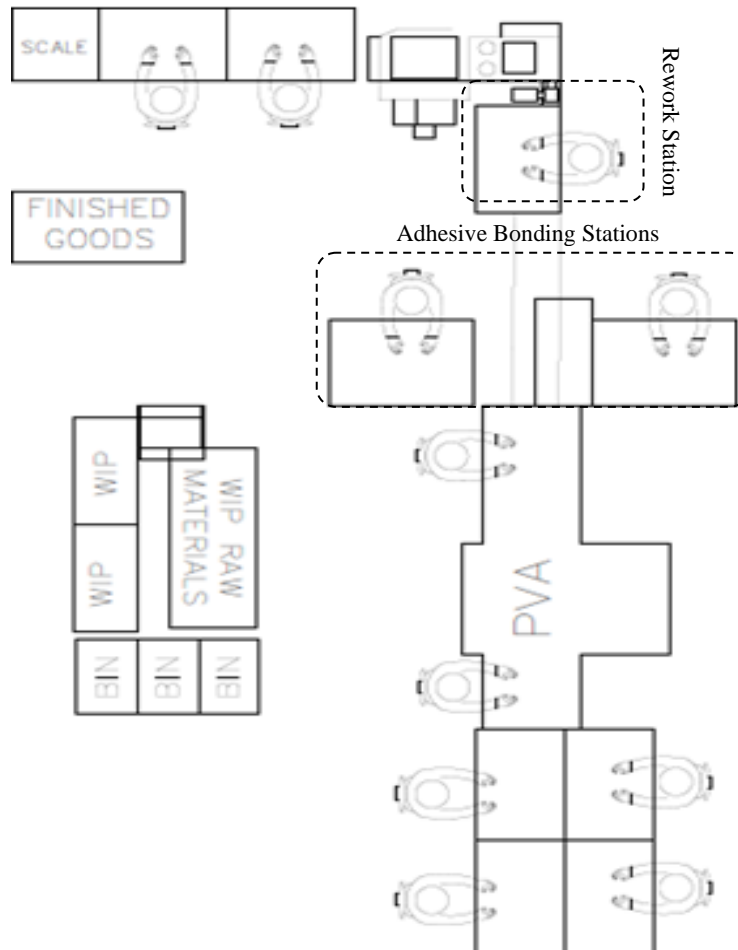 SCALE
Rework Station
FINISHED
GOODS
Adhesive Bonding Stations
WIP
WIP RAW
MATERIALS
WIP
PVA
BIN
BIN
BIN